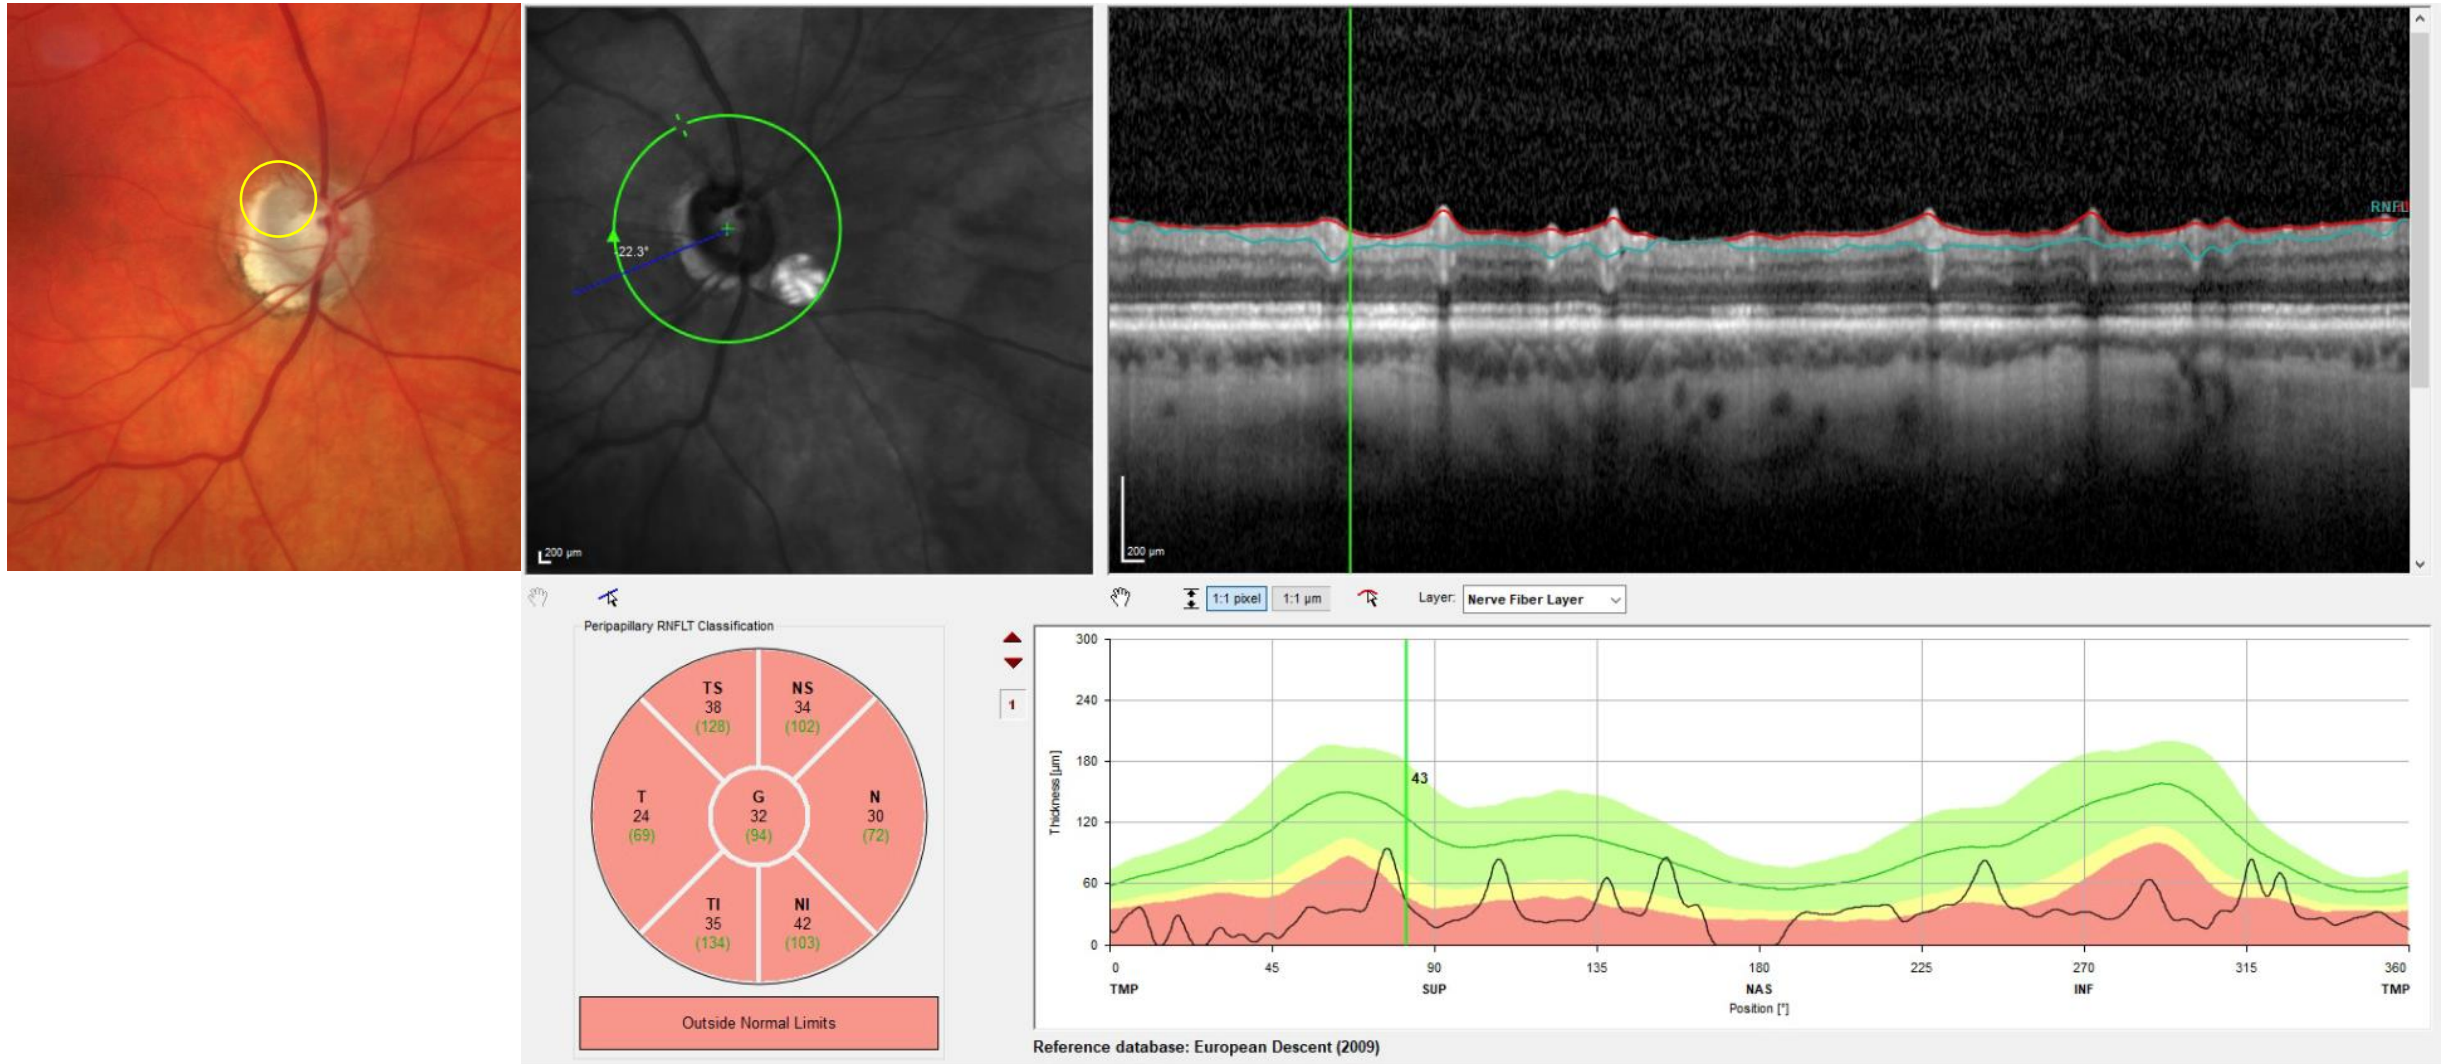 22.3°
200 µm
RNFL
200 µm
1:1 pixel
1:1 µm
Layer:
Nerve Fiber Layer
Peripapillary RNFLT Classification
TS
38
(128)
NS
34
(102)
T
24
(69)
G
32
(94)
N
30
(72)
TI
35
(134)
NI
42
(103)
Outside Normal Limits
1
Thickness [µm]
300
240
180
120
60
0
43
0 45 90 135 180 225 270 315 360
TMP SUP NAS INF TMP
Position [°]
Reference database: European Descent (2009)